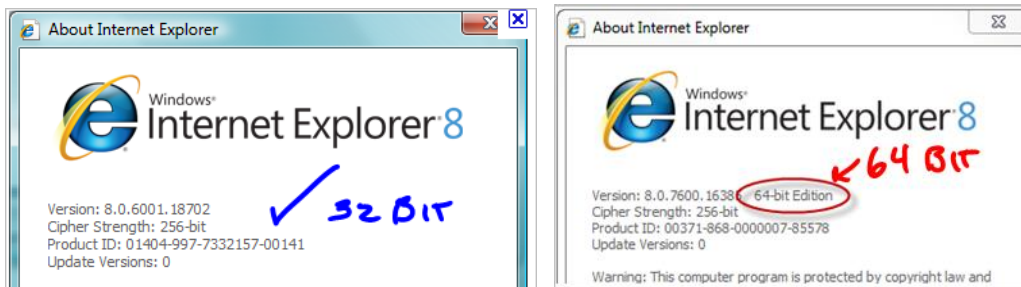 About Internet Explorer
Windows®
Internet Explorer 8
Version: 8.0.6001.18702
Cipher Strength: 256-bit
Product ID: 01404-997-7332157-00141
Update Versions: 0
32 BIT
About Internet Explorer
Windows®
Internet Explorer 8
64 BIT
Version: 8.0.7600.16385 64-bit Edition
Cipher Strength: 256-bit
Product ID: 00371-868-0000007-85578
Update Versions: 0
Warning: This computer program is protected by copyright law and